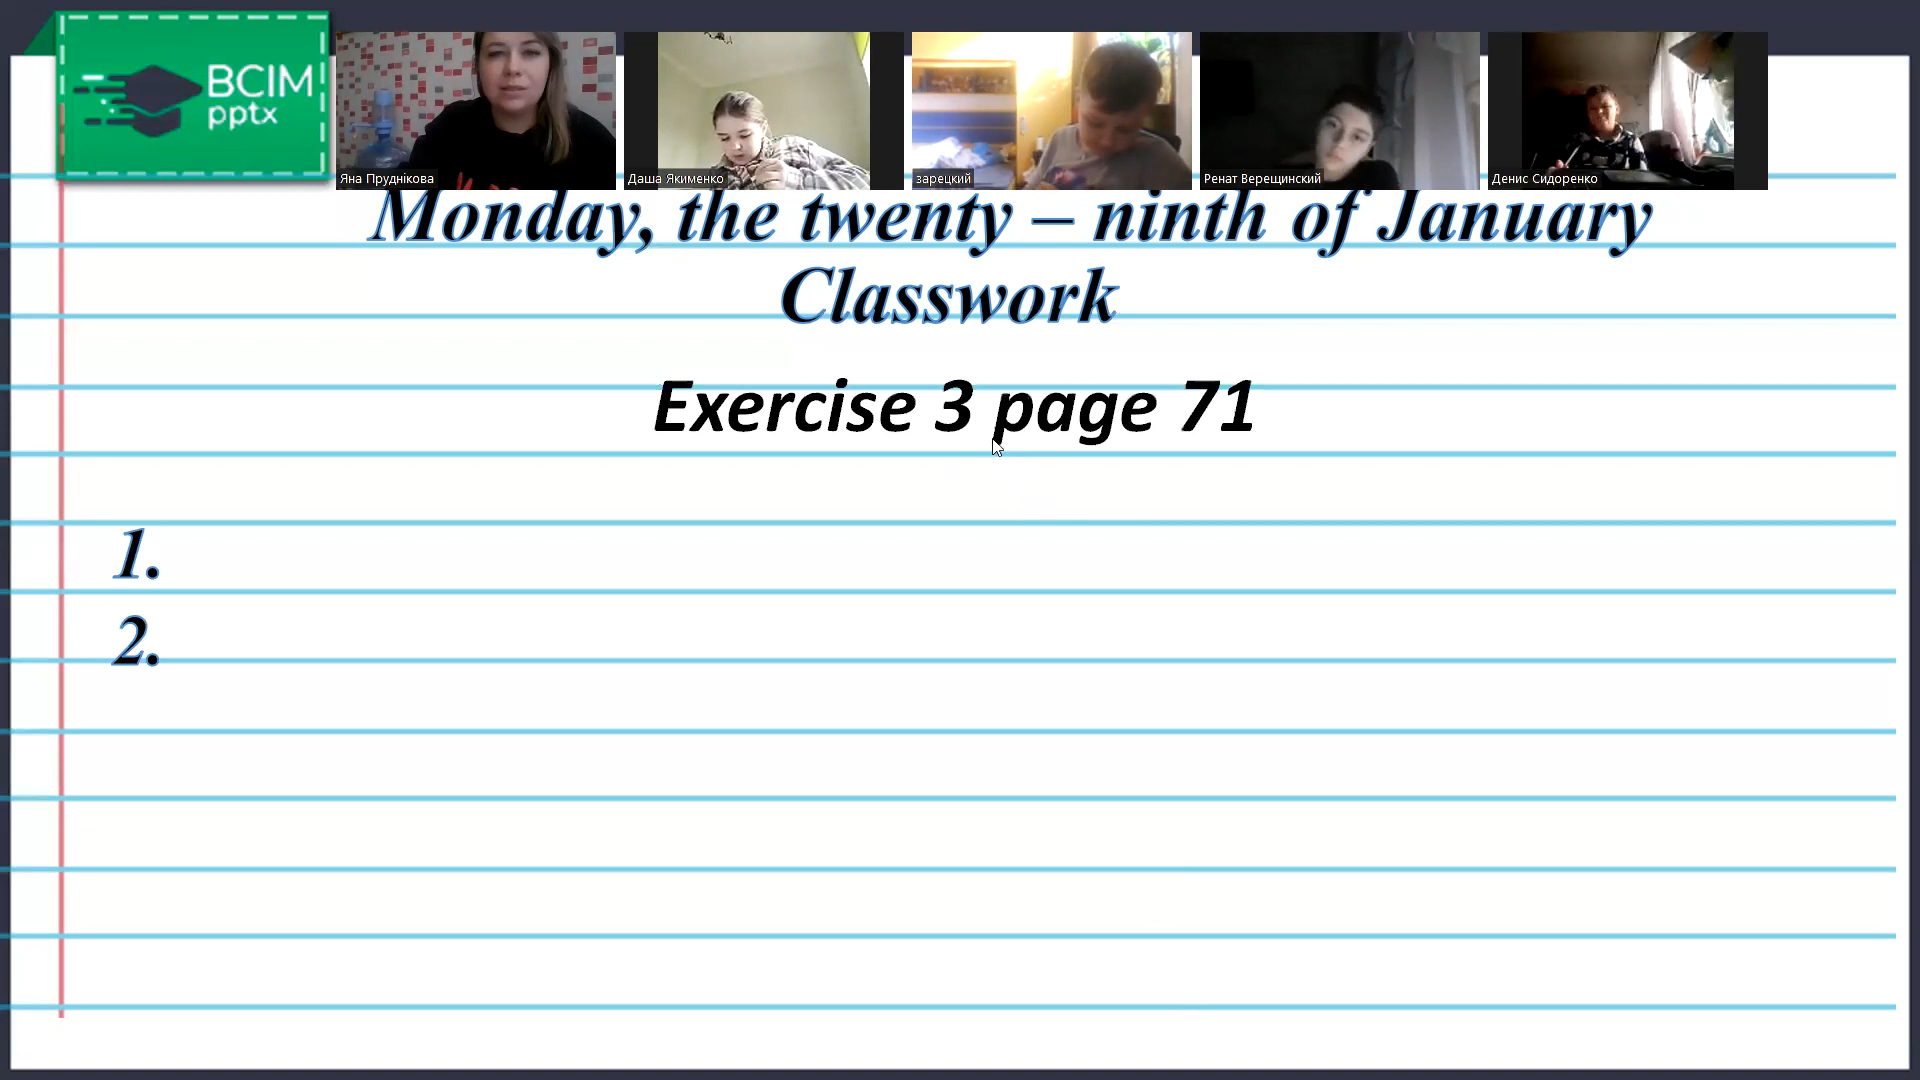 BCIM
pptx
Яна Пруднікова
Даша Якименко
зарецкий
Ренат Верещинский
Денис Сидоренко
Monday, the twenty – ninth of January
Classwork
Exercise 3 page 71
1.
2.